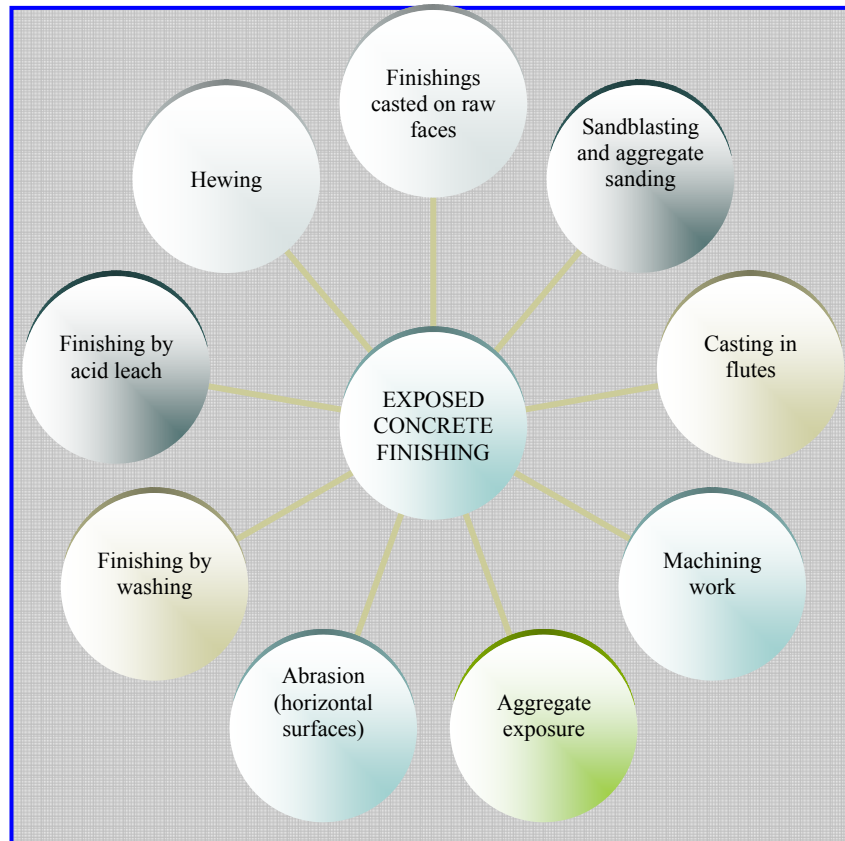 Finishings
casted on raw
faces
Sandblasting
and aggregate
sanding
Casting in
flutes
Machining
work
Aggregate
exposure
Abrasion
(horizontal
surfaces)
Finishing by
washing
Finishing by
acid leach
Hewing
EXPOSED
CONCRETE
FINISHING